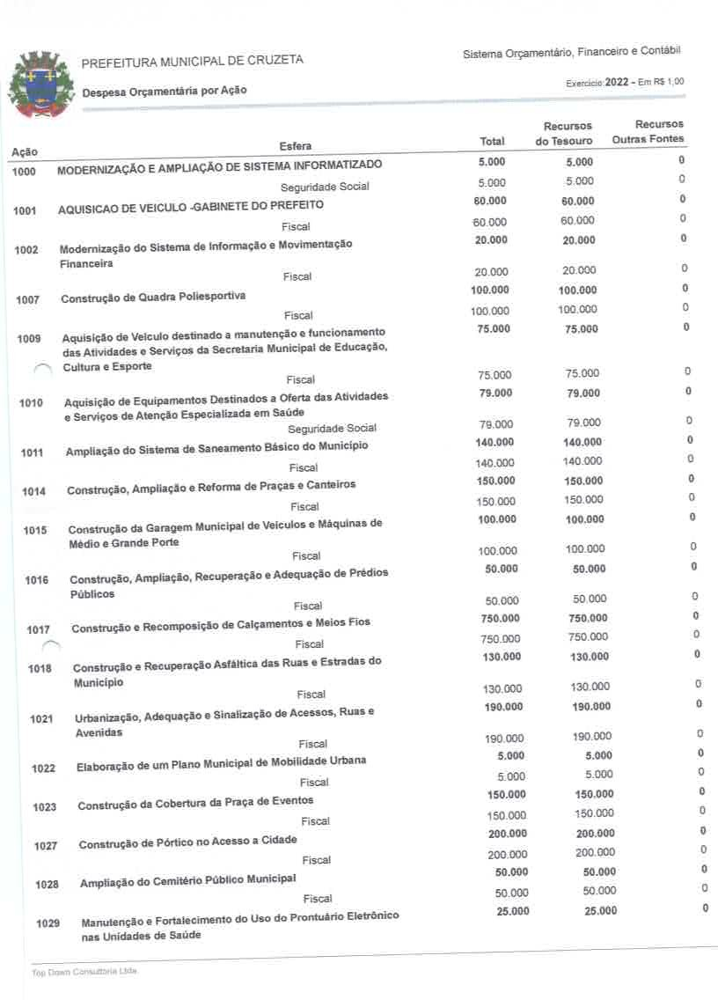 PREFEITURA MUNICIPAL DE CRUZETA
Sistema Orçamentário, Financeiro e Contábil
Despesa Orçamentária por Ação
Exercício:2022 - Em R$ 1,00
Ação Esfera Total Recursos do Tesouro Recursos Outras Fontes
1000 MODERNIZAÇÃO E AMPLIAÇÃO DE SISTEMA INFORMATIZADO 5.000 5.000 0
Seguridade Social 5.000 5.000 0
1001 AQUISICAO DE VEICULO -GABINETE DO PREFEITO 60.000 60.000 0
Fiscal 60.000 60.000 0
1002 Modernização do Sistema de Informação e Movimentação 20.000 20.000 0
Financeira
Fiscal 20.000 20.000 0
1007 Construção de Quadra Poliesportiva 100.000 100.000 0
Fiscal 100.000 100.000 0
1009 Aquisição de Veículo destinado a manutenção e funcionamento 75.000 75.000 0
das Atividades e Serviços da Secretaria Municipal de Educação,
Cultura e Esporte
Fiscal 75.000 75.000 0
1010 Aquisição de Equipamentos Destinados a Oferta das Atividades 79.000 79.000 0
e Serviços de Atenção Especializada em Saúde
Seguridade Social 79.000 79.000 0
1011 Ampliação do Sistema de Saneamento Básico do Município 140.000 140.000 0
Fiscal 140.000 140.000 0
1014 Construção, Ampliação e Reforma de Praças e Canteiros 150.000 150.000 0
Fiscal 150.000 150.000 0
1015 Construção da Garagem Municipal de Veículos e Máquinas de 100.000 100.000 0
Médio e Grande Porte
Fiscal 100.000 100.000 0
1016 Construção, Ampliação, Recuperação e Adequação de Prédios 50.000 50.000 0
Públicos
Fiscal 50.000 50.000 0
1017 Construção e Recomposição de Calçamentos e Meios Fios 750.000 750.000 0
Fiscal 750.000 750.000 0
1018 Construção e Recuperação Asfáltica das Ruas e Estradas do 130.000 130.000 0
Município
Fiscal 130.000 130.000 0
1021 Urbanização, Adequação e Sinalização de Acessos, Ruas e 190.000 190.000 0
Avenidas
Fiscal 190.000 190.000 0
1022 Elaboração de um Plano Municipal de Mobilidade Urbana 5.000 5.000 0
Fiscal 5.000 5.000 0
1023 Construção da Cobertura da Praça de Eventos 150.000 150.000 0
Fiscal 150.000 150.000 0
1027 Construção de Pórtico no Acesso a Cidade 200.000 200.000 0
Fiscal 200.000 200.000 0
1028 Ampliação do Cemitério Público Municipal 50.000 50.000 0
Fiscal 50.000 50.000 0
1029 Manutenção e Fortalecimento do Uso do Prontuário Eletrônico 25.000 25.000 0
nas Unidades de Saúde
Top Down Consultoria Ltda.